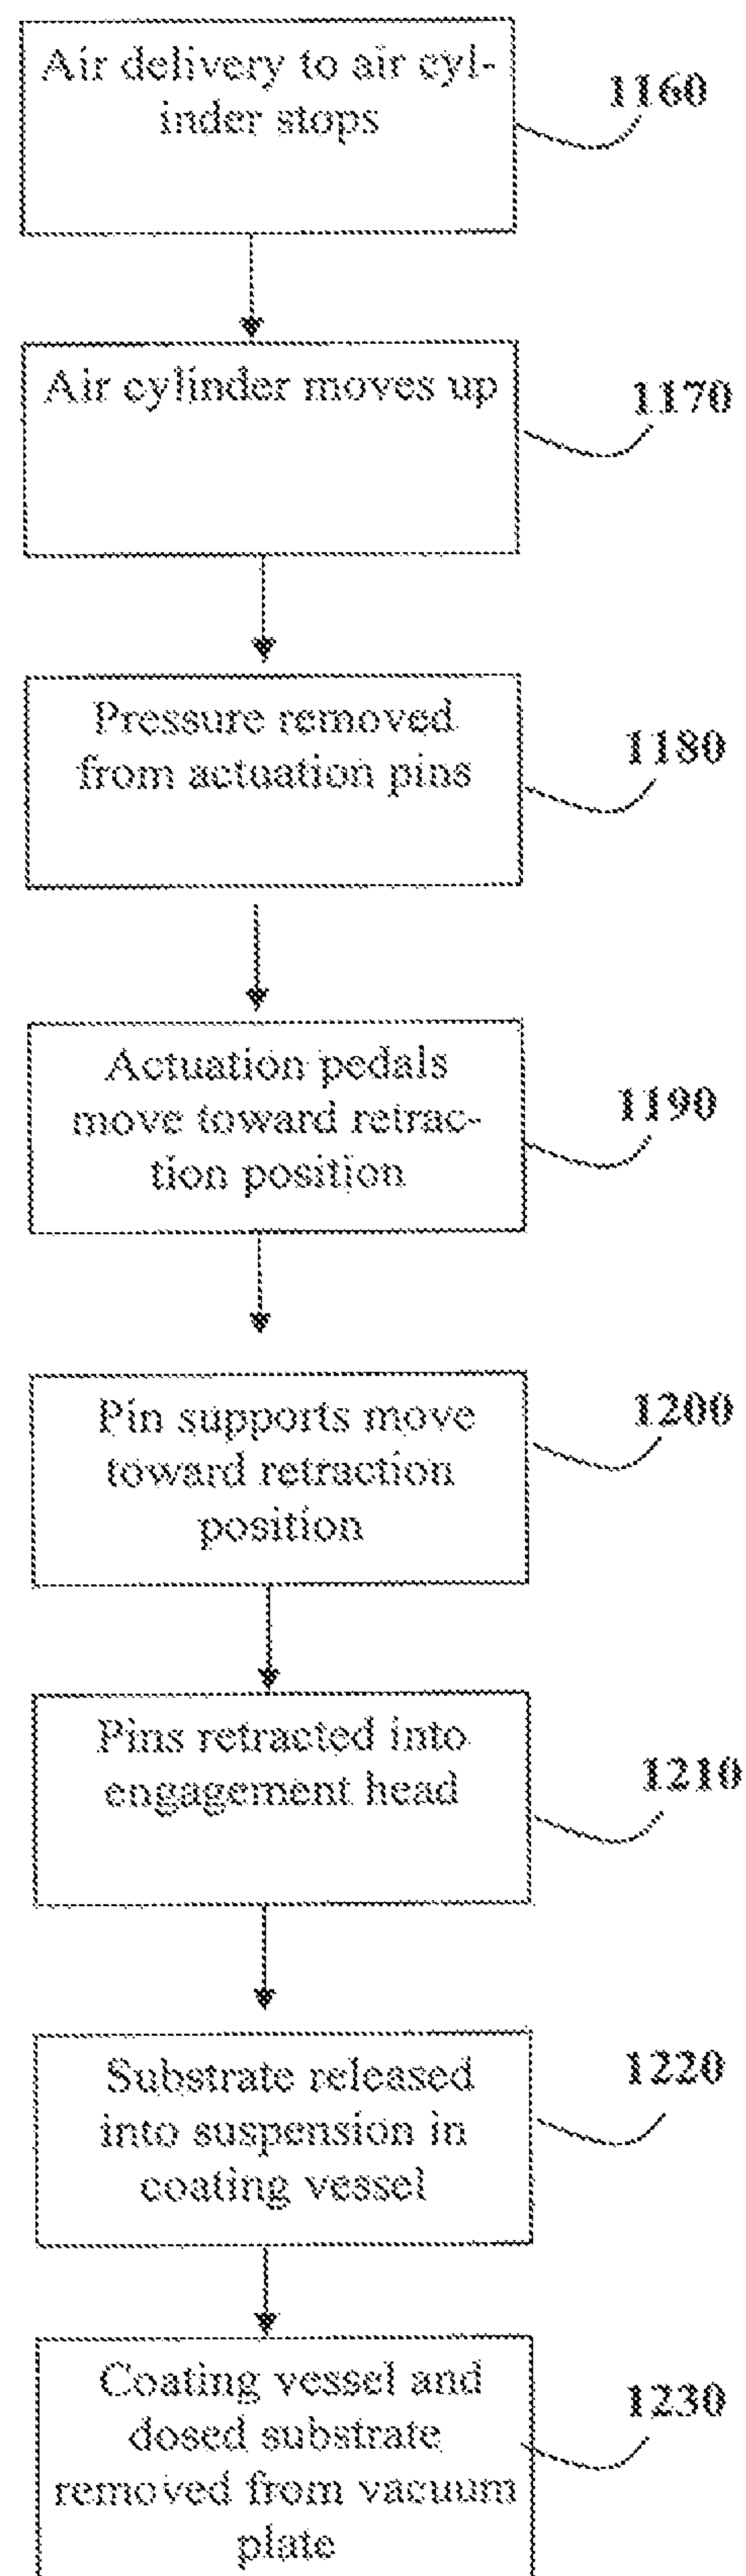 Air delivery to air cyl-
inder stops
1160
Air cylinder moves up
1170
Pressure removed
from actuation pins
1180
Actuation pedals
move toward retrac-
tion position
1190
Pin supports move
toward retraction
position
1200
Pins retracted into
engagement head
1210
Substrate released
into suspension in
coating vessel
1220
Coating vessel and
dosed substrate
removed from vacuum
plate
1230